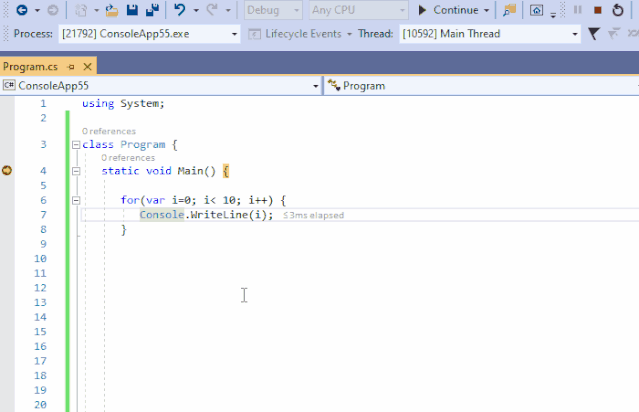 Debug Any CPU Continue
Process: [21792] ConsoleApp55.exe Lifecycle Events Thread: [10592] Main Thread
Program.cs
C# ConsoleApp55 Program
1 using System;
2
0 references
3 class Program {
0 references
4 static void Main() {
5
6 for(var i=0; i< 10; i++) {
7 Console.WriteLine(i); ≤3ms elapsed
8 }
9
10
11
12
13
14
15
16
17
18
19
20